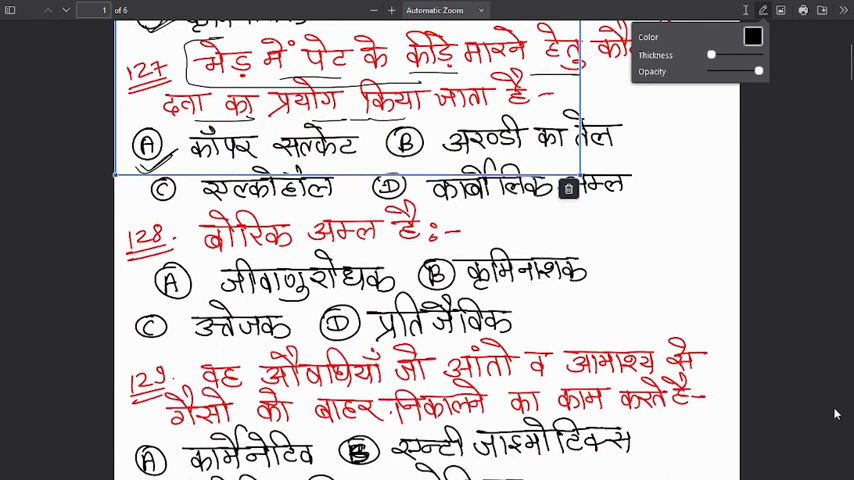 1 of 6
Automatic Zoom
Color
Thickness
Opacity
127 भेड़ में पेट के कीड़े मारने हेतु
दवा का प्रयोग किया जाता है -
A कॉपर सल्फेट B अरण्डी का तेल
C एल्कोहॉल D कार्बोलिक अम्ल
128. बोरिक अम्ल है :-
A जीवाणुरोधक B कृमिनाशक
C उत्तेजक D प्रतिजैविक
129. वह औषधियाँ जो आंतो व आमाश्य से
गैसो को बाहर निकालने का काम करते है-
A कार्मेनेटिव B एन्टी जाइमोटिक्स